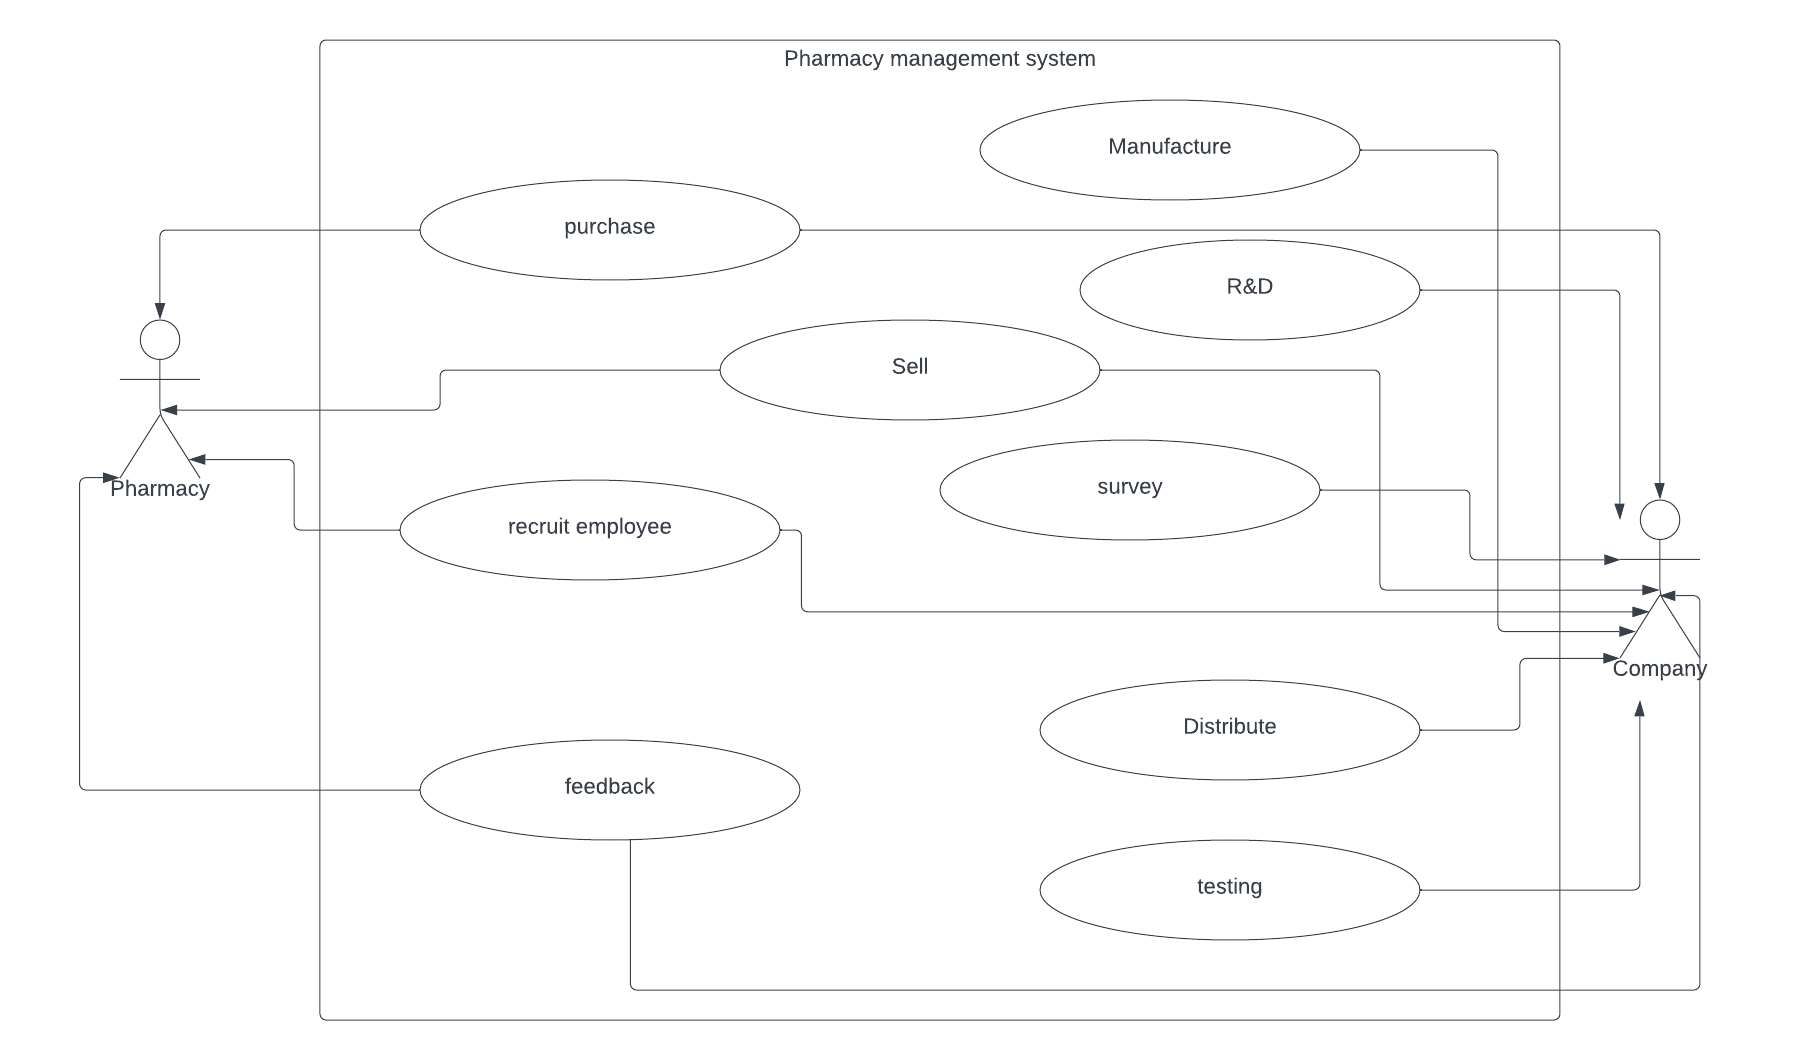 Pharmacy management system
Manufacture
purchase
R&D
Sell
survey
Pharmacy
recruit employee
Company
Distribute
feedback
testing